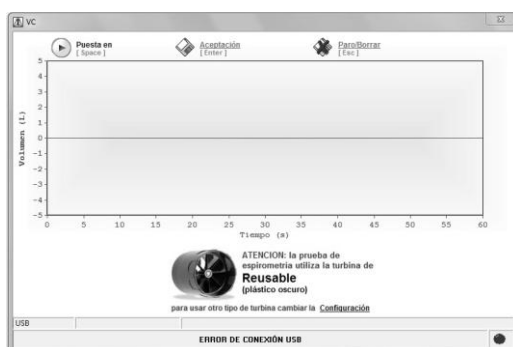 VC
Puesta en
[ Space ]
Aceptación
[ Enter ]
Paro/Borrar
[ Esc ]
Volumen (L)
5
4
3
2
1
0
-1
-2
-3
-4
-5
0 5 10 15 20 25 30 35 40 45 50 55 60
Tiempo (s)
ATENCION: la prueba de
espirometria utiliza la turbina de
Reusable
(plástico oscuro)
para usar otro tipo de turbina cambiar la Configuración
USB
ERROR DE CONEXIÓN USB